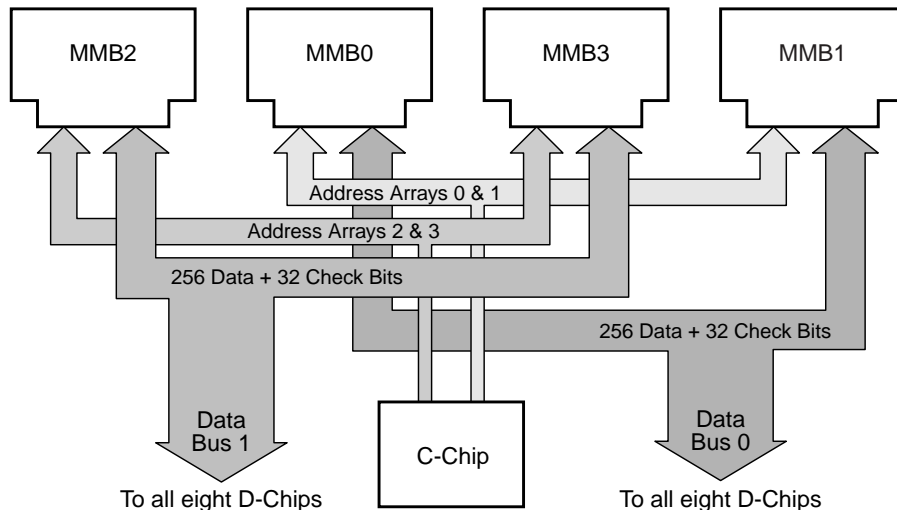 MMB2
MMB0
MMB3
MMB1
Address Arrays 0 & 1
Address Arrays 2 & 3
256 Data + 32 Check Bits
256 Data + 32 Check Bits
Data
Bus 1
C-Chip
Data
Bus 0
To all eight D-Chips
To all eight D-Chips